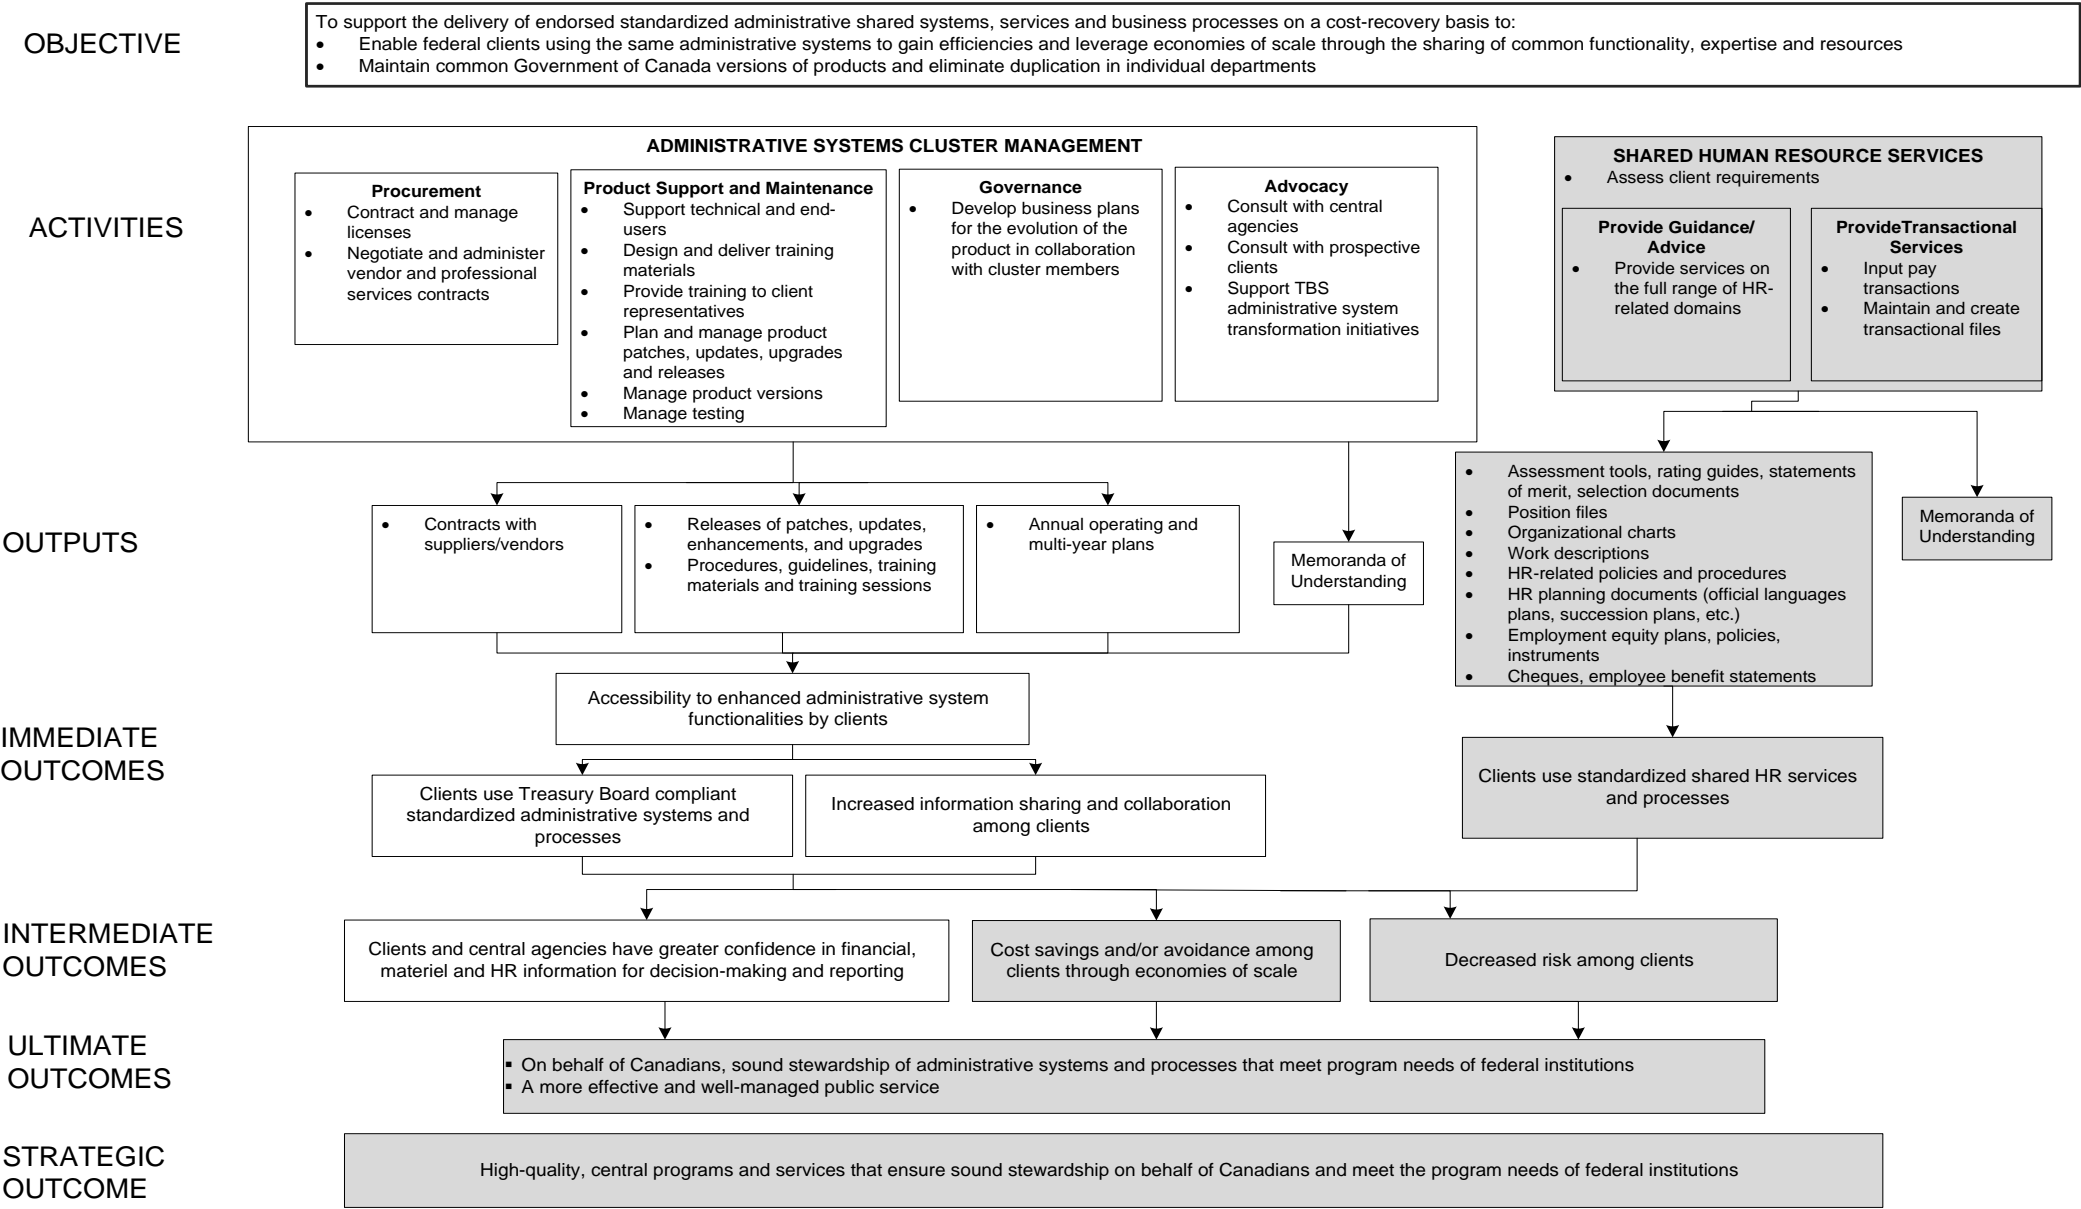 OBJECTIVE
To support the delivery of endorsed standardized administrative shared systems, services and business processes on a cost-recovery basis to:
• Enable federal clients using the same administrative systems to gain efficiencies and leverage economies of scale through the sharing of common functionality, expertise and resources
• Maintain common Government of Canada versions of products and eliminate duplication in individual departments
ACTIVITIES
ADMINISTRATIVE SYSTEMS CLUSTER MANAGEMENT
Procurement
• Contract and manage
licenses
• Negotiate and administer
vendor and professional
services contracts
Product Support and Maintenance
• Support technical and end-
users
• Design and deliver training
materials
• Provide training to client
representatives
• Plan and manage product
patches, updates, upgrades
and releases
• Manage product versions
• Manage testing
Governance
• Develop business plans
for the evolution of the
product in collaboration
with cluster members
Advocacy
• Consult with central
agencies
• Consult with prospective
clients
• Support TBS
administrative system
transformation initiatives
SHARED HUMAN RESOURCE SERVICES
• Assess client requirements
Provide Guidance/
Advice
• Provide services on
the full range of HR-
related domains
ProvideTransactional
Services
• Input pay
transactions
• Maintain and create
transactional files
OUTPUTS
• Contracts with
suppliers/vendors
• Releases of patches, updates,
enhancements, and upgrades
• Procedures, guidelines, training
materials and training sessions
• Annual operating and
multi-year plans
Memoranda of
Understanding
• Assessment tools, rating guides, statements
of merit, selection documents
• Position files
• Organizational charts
• Work descriptions
• HR-related policies and procedures
• HR planning documents (official languages
plans, succession plans, etc.)
• Employment equity plans, policies,
instruments
• Cheques, employee benefit statements
Memoranda of
Understanding
IMMEDIATE
OUTCOMES
Accessibility to enhanced administrative system
functionalities by clients
Clients use Treasury Board compliant
standardized administrative systems and
processes
Increased information sharing and collaboration
among clients
Clients use standardized shared HR services
and processes
INTERMEDIATE
OUTCOMES
Clients and central agencies have greater confidence in financial,
materiel and HR information for decision-making and reporting
Cost savings and/or avoidance among
clients through economies of scale
Decreased risk among clients
ULTIMATE
OUTCOMES
▪ On behalf of Canadians, sound stewardship of administrative systems and processes that meet program needs of federal institutions
▪ A more effective and well-managed public service
STRATEGIC
OUTCOME
High-quality, central programs and services that ensure sound stewardship on behalf of Canadians and meet the program needs of federal institutions